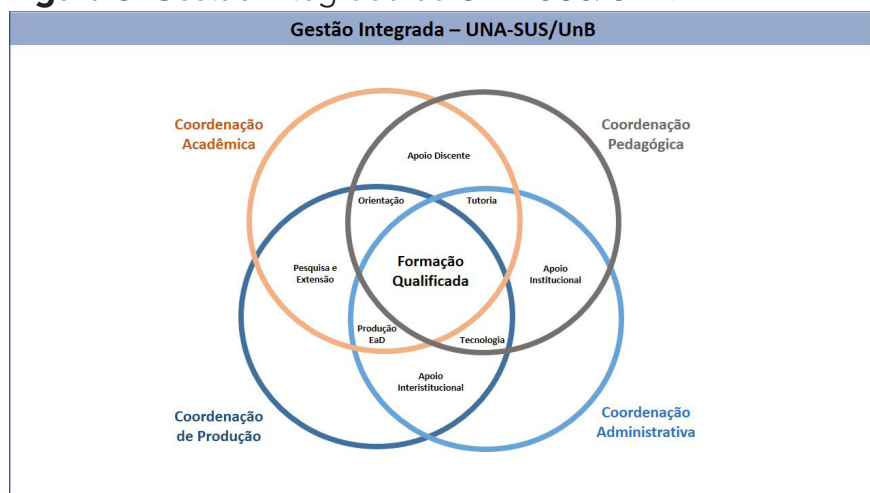 Gestão Integrada – UNA-SUS/UnB
Coordenação
Acadêmica
Coordenação
Pedagógica
Apoio Discente
Orientação
Tutoria
Pesquisa e
Extensão
Formação
Qualificada
Apoio
Institucional
Produção
EaD
Tecnologia
Apoio
Interistitucional
Coordenação
de Produção
Coordenação
Administrativa